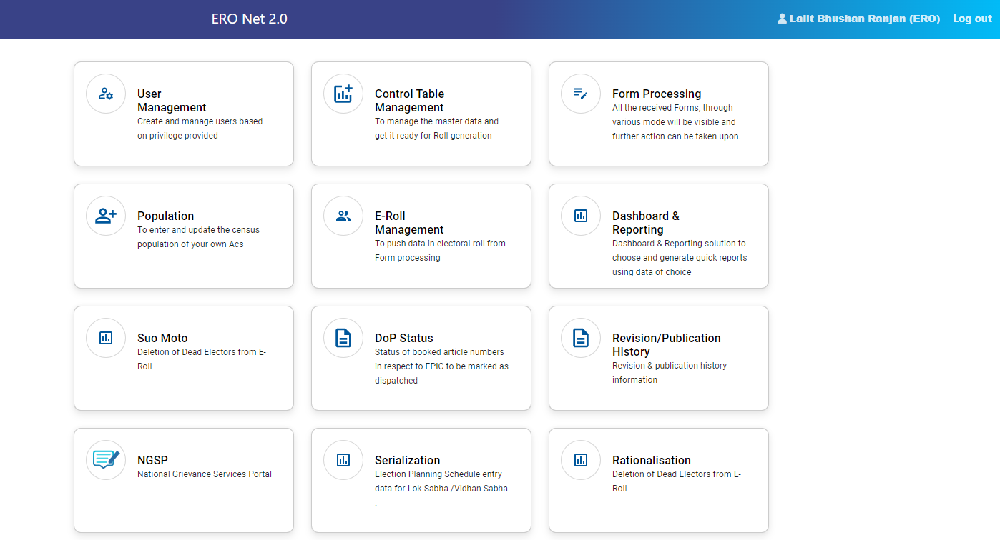 ERO Net 2.0
Lalit Bhushan Ranjan (ERO)
Log out
User
Management
Create and manage users based
on privilege provided
Control Table
Management
To manage the master data and
get it ready for Roll generation
Form Processing
All the received Forms, through
various mode will be visible and
further action can be taken upon.
Population
To enter and update the census
population of your own Acs
E-Roll
Management
To push data in electoral roll from
Form processing
Dashboard &
Reporting
Dashboard & Reporting solution to
choose and generate quick reports
using data of choice
Suo Moto
Deletion of Dead Electors from E-
Roll
DoP Status
Status of booked article numbers
in respect to EPIC to be marked as
dispatched
Revision/Publication
History
Revision & publication history
information
NGSP
National Grievance Services Portal
Serialization
Election Planning Schedule entry
data for Lok Sabha /Vidhan Sabha
.
Rationalisation
Deletion of Dead Electors from E-
Roll